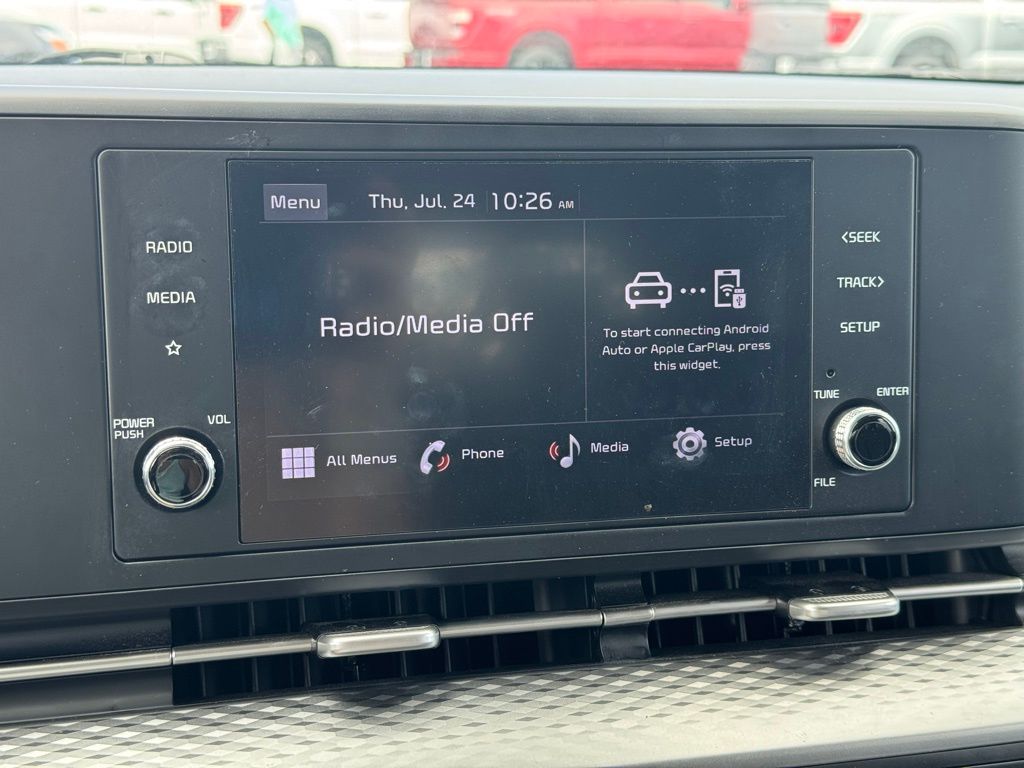 Menu
Thu, Jul. 24
10:26 AM
RADIO
MEDIA
POWER
PUSH
VOL
Radio/Media Off
To start connecting Android
Auto or Apple CarPlay, press
this widget.
All Menus
Phone
Media
Setup
<SEEK
TRACK>
SETUP
TUNE
ENTER
FILE